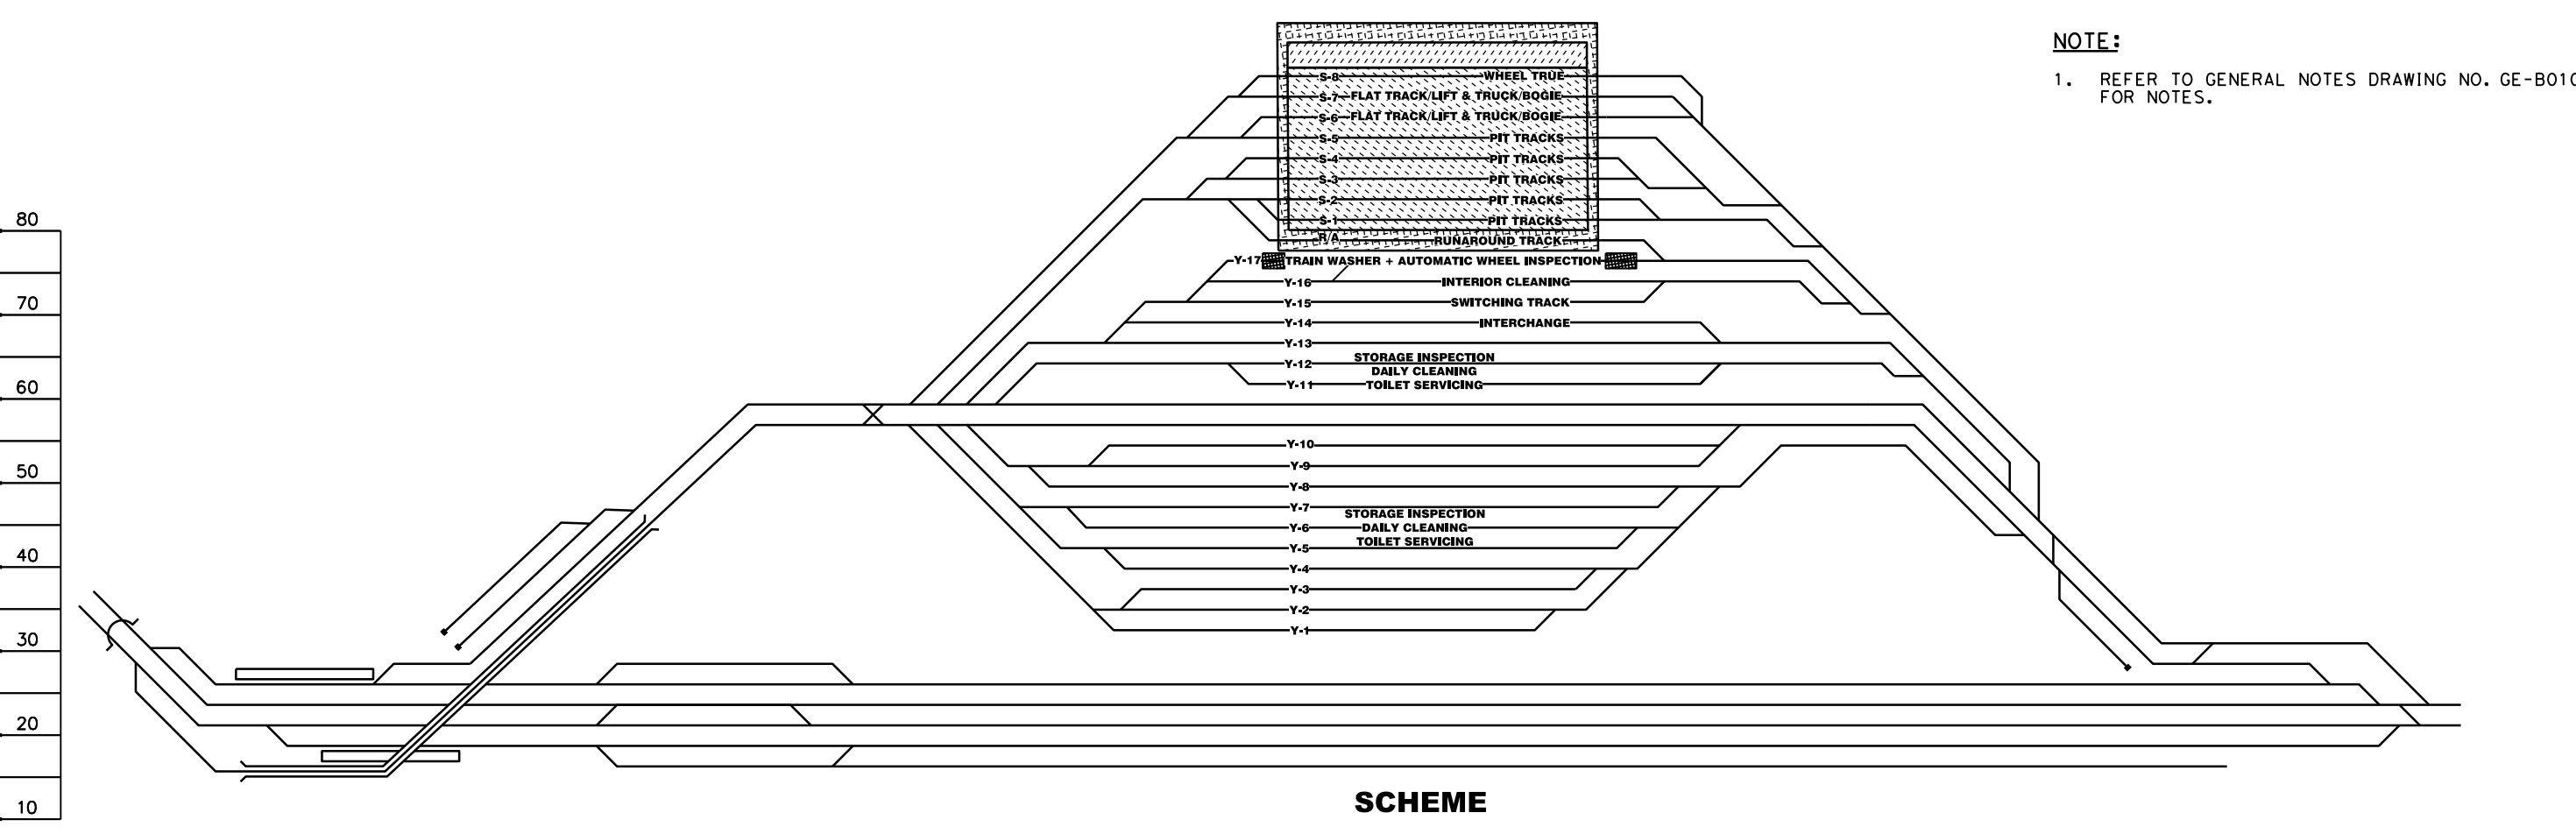 NOTE:
1. REFER TO GENERAL NOTES DRAWING NO. GE-B010
FOR NOTES.
S-8 WHEEL TRUE
S-7 FLAT TRACK/LIFT & TRUCK/BOGIE
S-6 FLAT TRACK/LIFT & TRUCK/BOGIE
S-5 PIT TRACKS
S-4 PIT TRACKS
S-3 PIT TRACKS
S-2 PIT TRACKS
S-1 PIT TRACKS
R/A RUNAROUND TRACK
Y-17 TRAIN WASHER + AUTOMATIC WHEEL INSPECTION
Y-16 INTERIOR CLEANING
Y-15 SWITCHING TRACK
Y-14 INTERCHANGE
Y-13
STORAGE INSPECTION
Y-12
DAILY CLEANING
Y-11 TOILET SERVICING
Y-10
Y-9
Y-8
Y-7
STORAGE INSPECTION
Y-6 DAILY CLEANING
TOILET SERVICING
Y-5
Y-4
Y-3
Y-2
Y-1
80
70
60
50
40
30
20
10
SCHEME